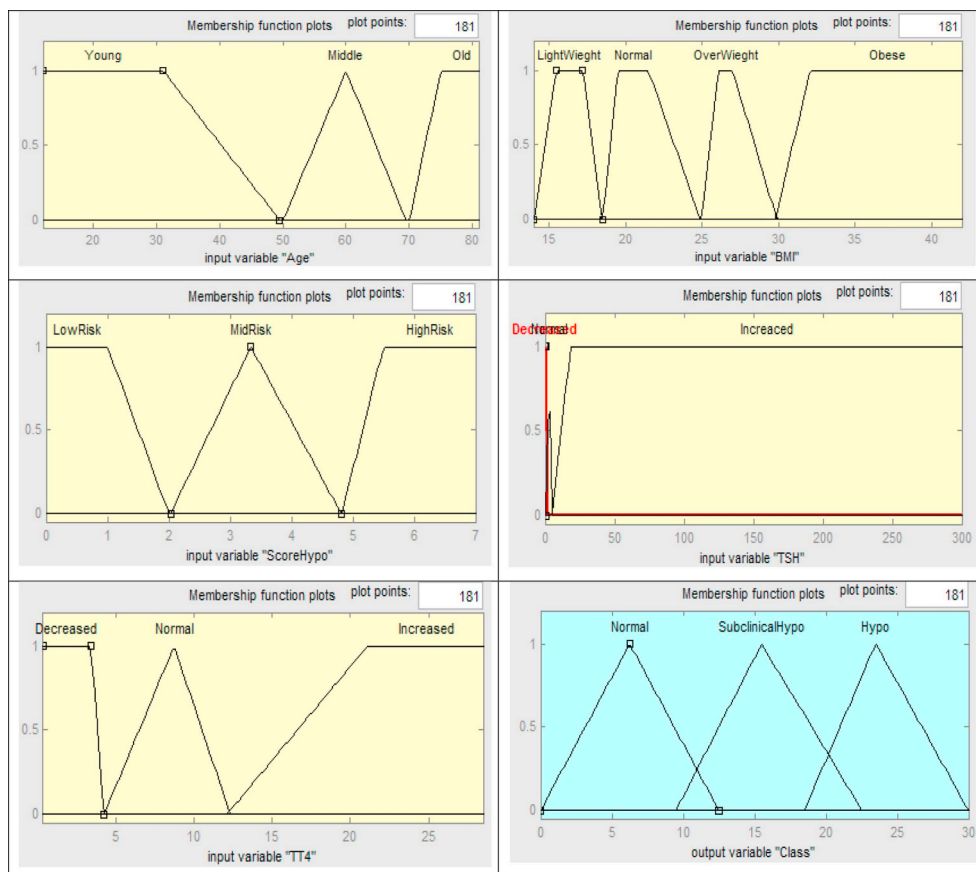 Membership function plots plot points: 181
Young Middle Old
1
0.5
0
20 30 40 50 60 70 80
input variable "Age"
Membership function plots plot points: 181
LightWieght Normal OverWieght Obese
1
0.5
0
15 20 25 30 35 40
input variable "BMI"
Membership function plots plot points: 181
LowRisk MidRisk HighRisk
1
0.5
0
0 1 2 3 4 5 6 7
input variable "ScoreHypo"
Membership function plots plot points: 181
Decreased Normal Increaced
1
0.5
0
0 50 100 150 200 250 300
input variable "TSH"
Membership function plots plot points: 181
Decreased Normal Increased
1
0.5
0
5 10 15 20 25
input variable "TT4"
Membership function plots plot points: 181
Normal SubclinicalHypo Hypo
1
0.5
0
0 5 10 15 20 25 30
output variable "Class"